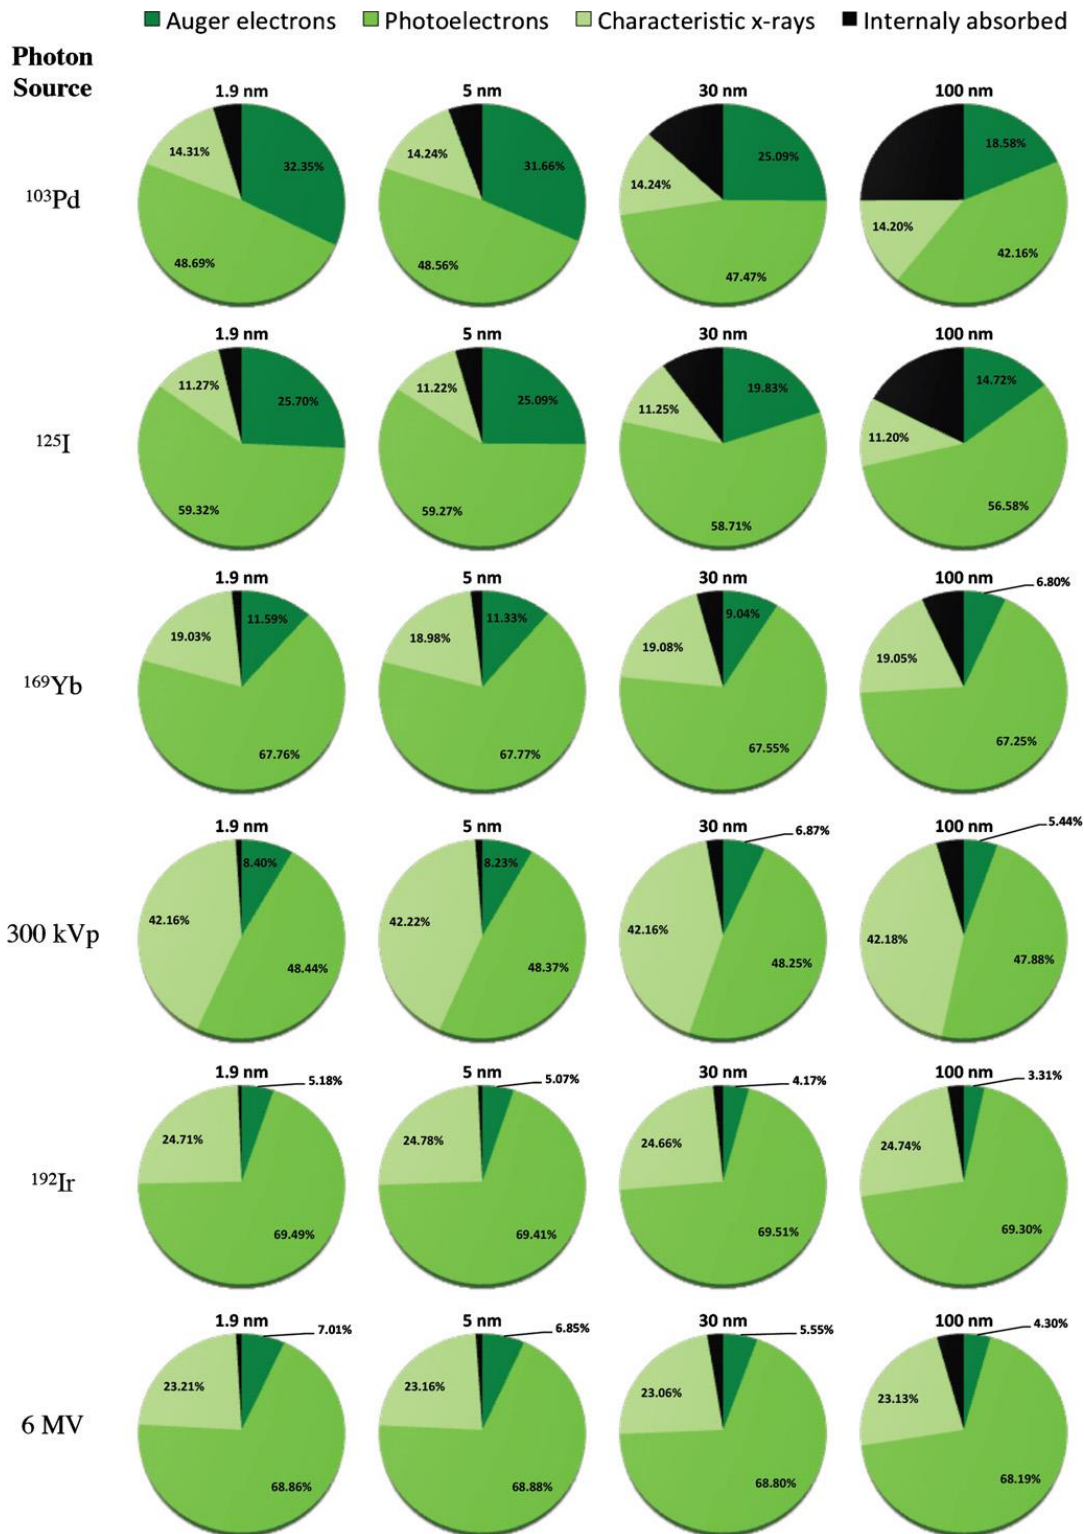 Auger electrons Photoelectrons Characteristic x-rays Internaly absorbed
Photon
Source
1.9 nm 5 nm 30 nm 100 nm
¹⁰³Pd
14.31% 32.35% 48.69%
14.24% 31.66% 48.56%
14.24% 25.09% 47.47%
14.20% 18.58% 42.16%
1.9 nm 5 nm 30 nm 100 nm
¹²⁵I
11.27% 25.70% 59.32%
11.22% 25.09% 59.27%
11.25% 19.83% 58.71%
11.20% 14.72% 56.58%
1.9 nm 5 nm 30 nm 100 nm
¹⁶⁹Yb
19.03% 11.59% 67.76%
18.98% 11.33% 67.77%
19.08% 9.04% 67.55%
19.05% 6.80% 67.25%
1.9 nm 5 nm 30 nm 100 nm
300 kVp
42.16% 8.40% 48.44%
42.22% 8.23% 48.37%
42.16% 6.87% 48.25%
42.18% 5.44% 47.88%
1.9 nm 5 nm 30 nm 100 nm
¹⁹²Ir
24.71% 5.18% 69.49%
24.78% 5.07% 69.41%
24.66% 4.17% 69.51%
24.74% 3.31% 69.30%
1.9 nm 5 nm 30 nm 100 nm
6 MV
23.21% 7.01% 68.86%
23.16% 6.85% 68.88%
23.06% 5.55% 68.80%
23.13% 4.30% 68.19%